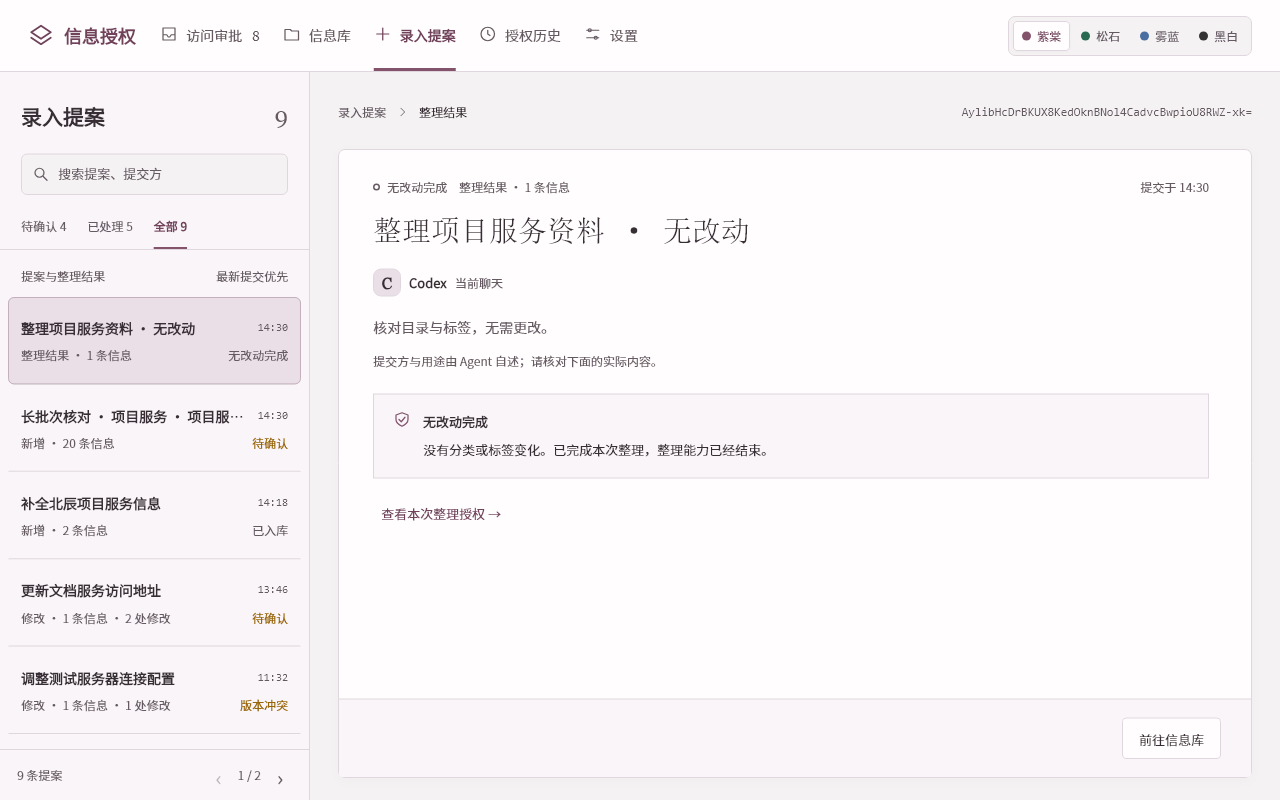 信息授权
访问审批 8
信息库
录入提案
授权历史
设置
紫棠
松石
雾蓝
黑白
录入提案 9
搜索提案、提交方
待确认 4 已处理 5 全部 9
提案与整理结果 最新提交优先
整理项目服务资料 · 无改动 14:30
整理结果 · 1 条信息 无改动完成
长批次核对 · 项目服务 · 项目服… 14:30
新增 · 20 条信息 待确认
补全北辰项目服务信息 14:18
新增 · 2 条信息 已入库
更新文档服务访问地址 13:46
修改 · 1 条信息 · 2 处修改 待确认
调整测试服务器连接配置 11:32
修改 · 1 条信息 · 1 处修改 版本冲突
9 条提案 ‹ 1 / 2 ›
录入提案 > 整理结果
AylibHcDrBKUX8KedOknBNol4CadvcBwpioU8RWZ-xk=
无改动完成 整理结果 · 1 条信息 提交于 14:30
整理项目服务资料 · 无改动
C Codex 当前聊天
核对目录与标签，无需更改。
提交方与用途由 Agent 自述；请核对下面的实际内容。
无改动完成
没有分类或标签变化。已完成本次整理，整理能力已经结束。
查看本次整理授权 →
前往信息库